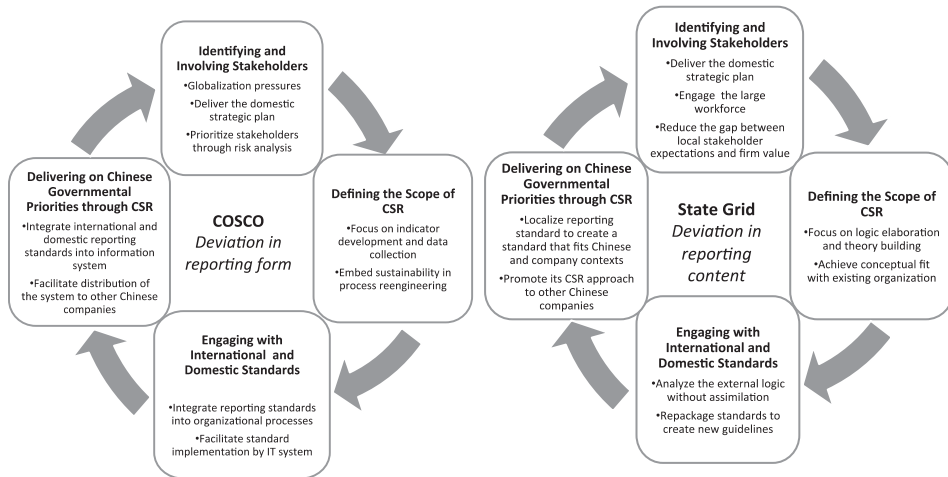 Identifying and
Involving Stakeholders
•Globalization pressures
•Deliver the domestic
strategic plan
•Prioritize stakeholders
through risk analysis
Delivering on Chinese
Governmental
Priorities through CSR
•Integrate international and
domestic reporting
standards into information
system
•Facilitate distribution of
the system to other Chinese
companies
COSCO
Deviation in
reporting form
Defining the Scope of
CSR
•Focus on indicator
development and data
collection
•Embed sustainability in
process reengineering
Engaging with
International and
Domestic Standards
•Integrate reporting standards
into organizational processes
•Facilitate standard
implementation by IT system
Identifying and
Involving Stakeholders
•Deliver the domestic
strategic plan
•Engage the large
workforce
•Reduce the gap between
local stakeholder
expectations and firm value
Delivering on Chinese
Governmental
Priorities through CSR
•Localize reporting
standard to create a
standard that fits Chinese
and company contexts
•Promote its CSR approach
to other Chinese
companies
State Grid
Deviation in
reporting
content
Defining the Scope of
CSR
•Focus on logic elaboration
and theory building
•Achieve conceptual fit
with existing organization
Engaging with
International and
Domestic Standards
•Analyze the external logic
without assimilation
•Repackage standards to
create new guidelines